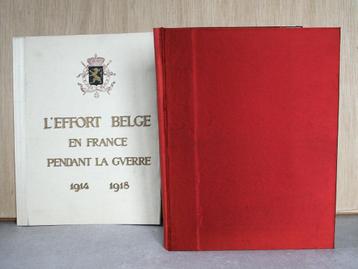 L'EFFORT BELGE
EN FRANCE
PENDANT LA GVERRE
1914 1918